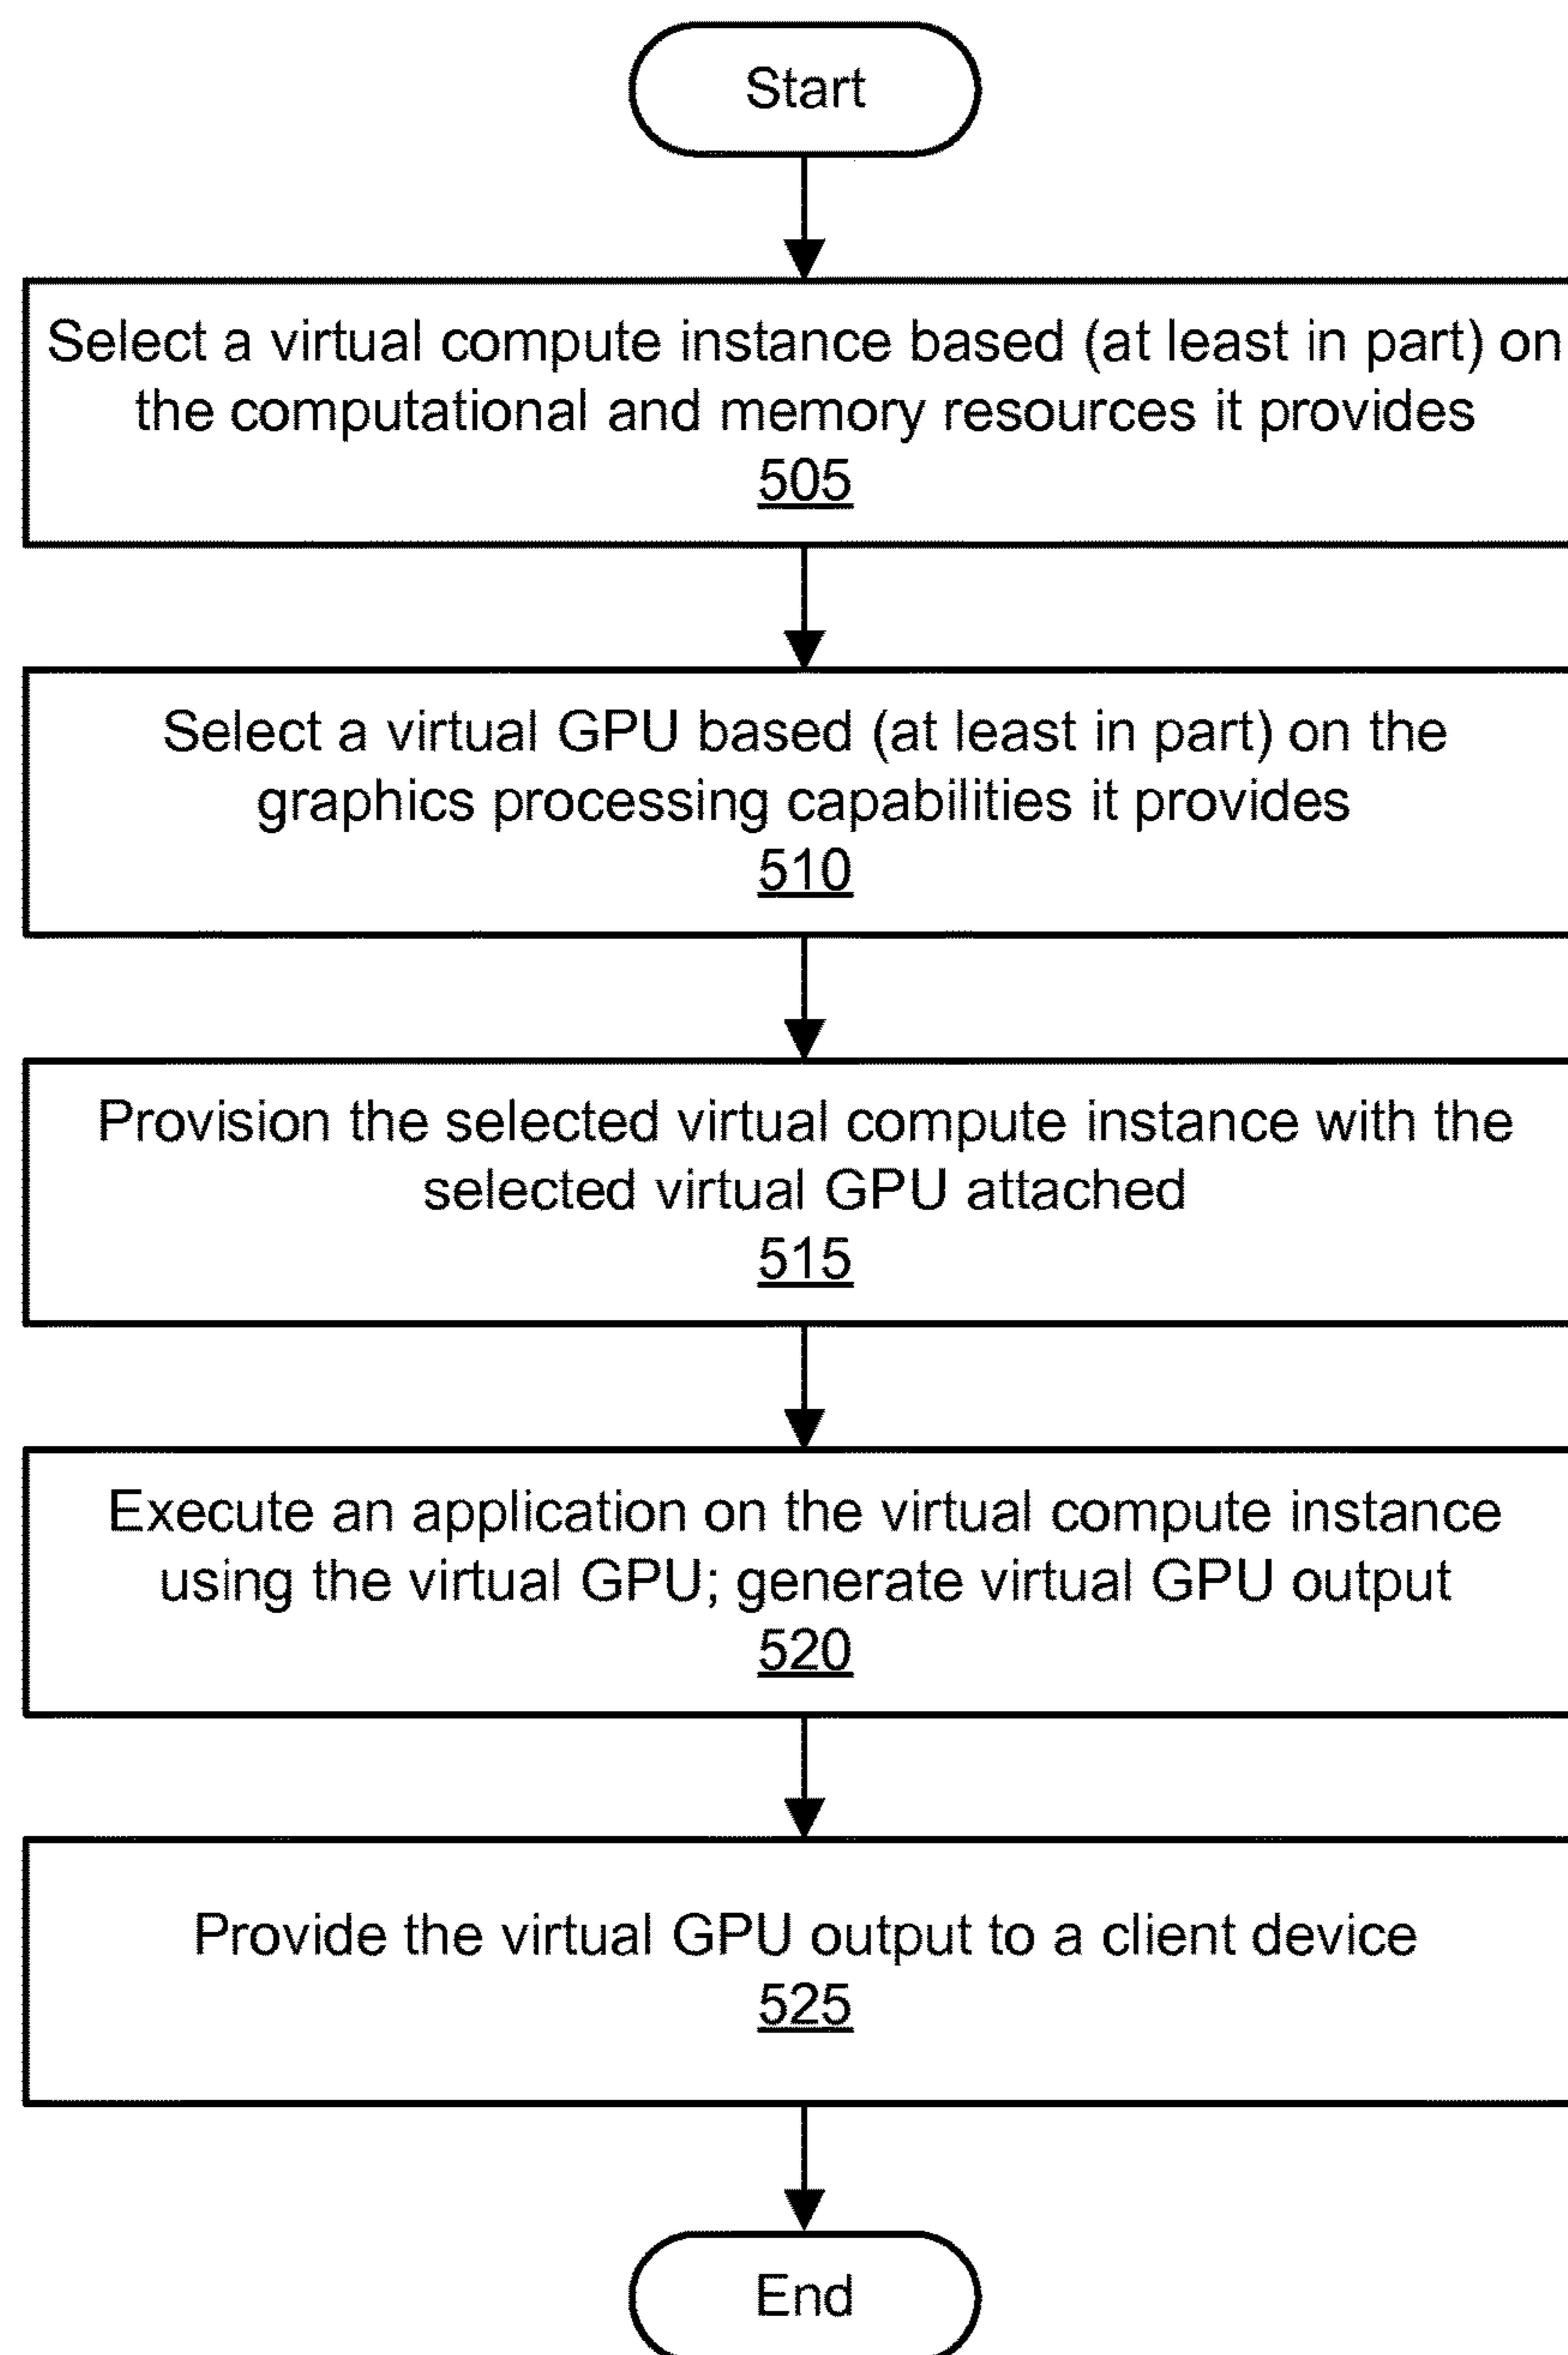 Start
Select a virtual compute instance based (at least in part) on
the computational and memory resources it provides
505
Select a virtual GPU based (at least in part) on the
graphics processing capabilities it provides
510
Provision the selected virtual compute instance with the
selected virtual GPU attached
515
Execute an application on the virtual compute instance
using the virtual GPU; generate virtual GPU output
520
Provide the virtual GPU output to a client device
525
End